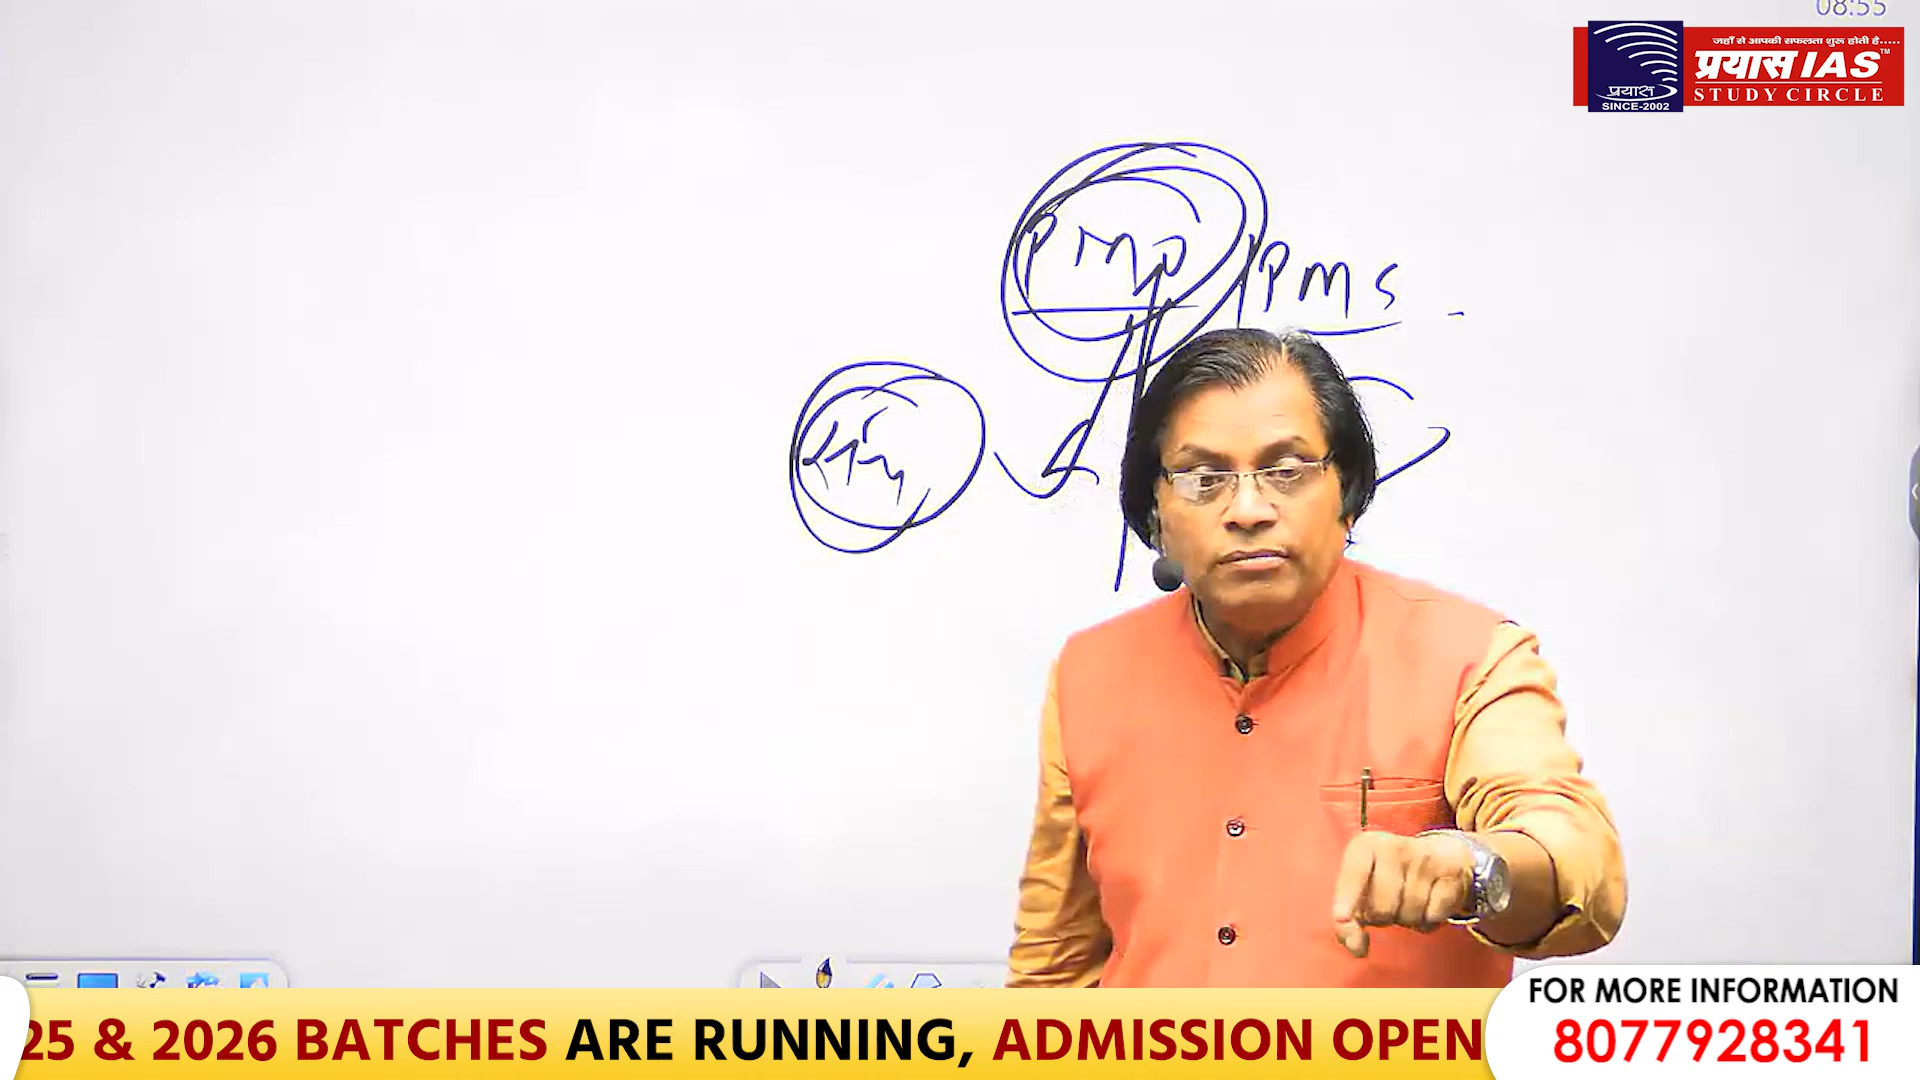 08:55
जहाँ से आपकी सफलता शुरू होती है.....
प्रयास IAS TM
STUDY CIRCLE
प्रयास
SINCE-2002
PMO
PMS
25 & 2026 BATCHES ARE RUNNING, ADMISSION OPEN
FOR MORE INFORMATION
8077928341